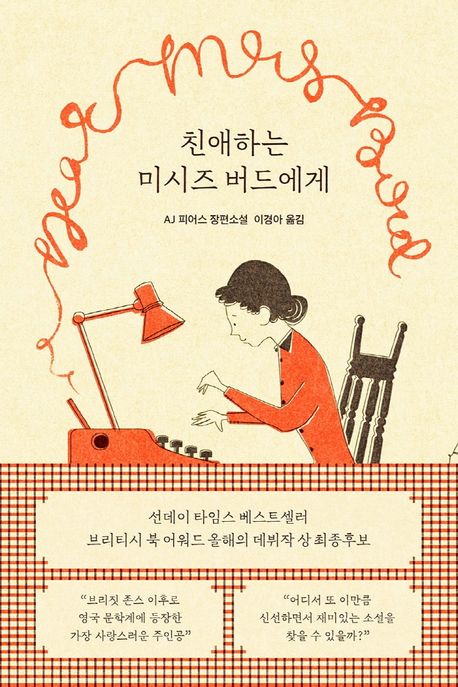 Dear Mrs Bird
친애하는
미시즈 버드에게
AJ 피어스 장편소설 이경아 옮김
선데이 타임스 베스트셀러
브리티시 북 어워드 올해의 데뷔작 상 최종후보
“브리짓 존스 이후로
영국 문학계에 등장한
가장 사랑스러운 주인공”
“어디서 또 이만큼
신선하면서 재미있는 소설을
찾을 수 있을까?”